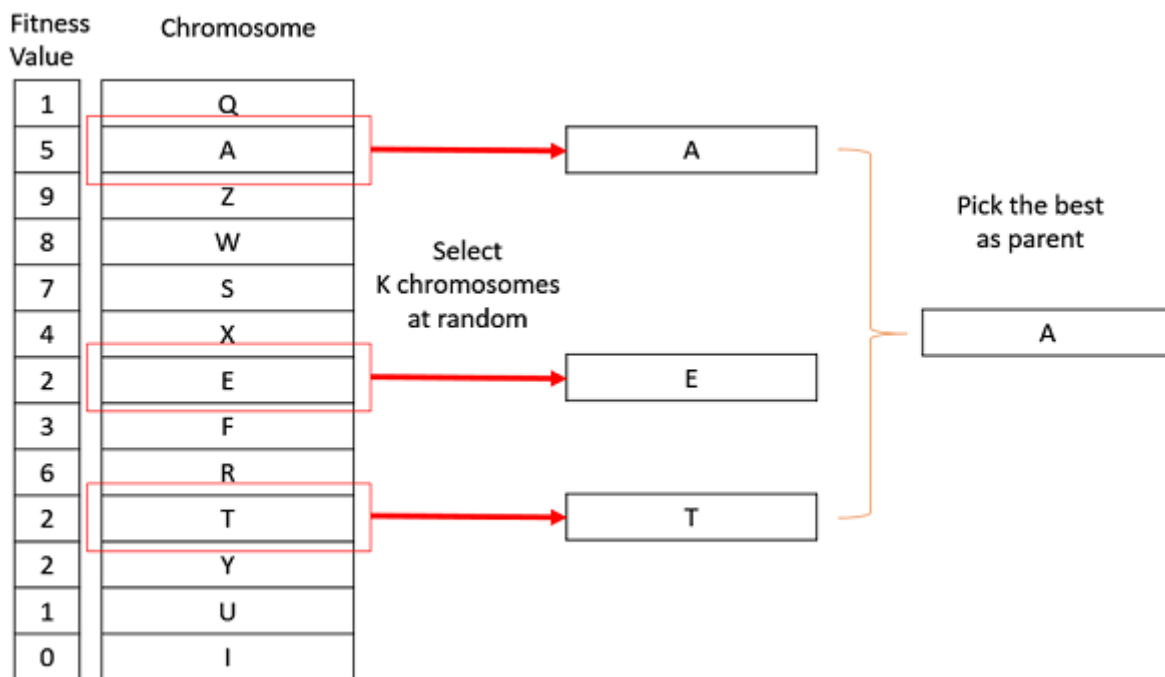 Fitness
Value
Chromosome
1 Q
5 A
9 Z
8 W
7 S
4 X
2 E
3 F
6 R
2 T
2 Y
1 U
0 I
Select
K chromosomes
at random
A
E
T
Pick the best
as parent
A